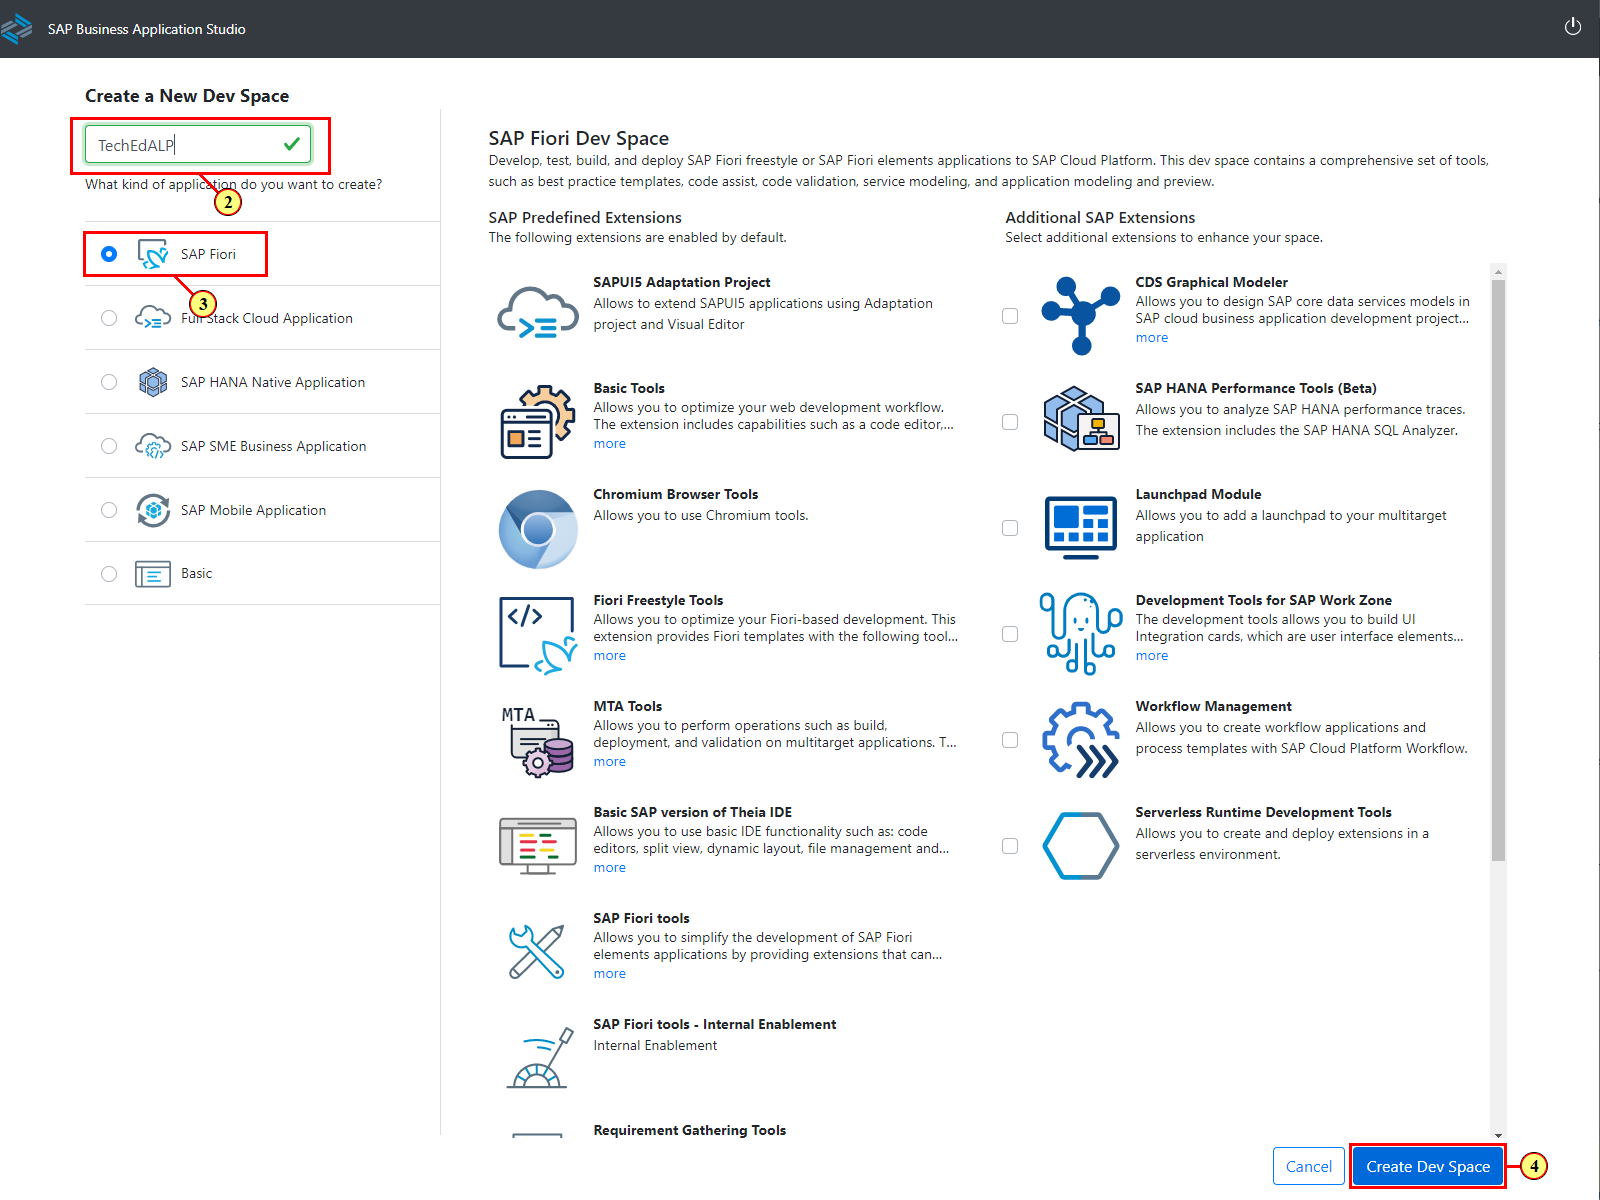 SAP Business Application Studio
Create a New Dev Space
TechEdALP
What kind of application do you want to create?
2
SAP Fiori
3
Full Stack Cloud Application
SAP HANA Native Application
SAP SME Business Application
SAP Mobile Application
Basic
SAP Fiori Dev Space
Develop, test, build, and deploy SAP Fiori freestyle or SAP Fiori elements applications to SAP Cloud Platform. This dev space contains a comprehensive set of tools,
such as best practice templates, code assist, code validation, service modeling, and application modeling and preview.
SAP Predefined Extensions
The following extensions are enabled by default.
SAPUI5 Adaptation Project
Allows to extend SAPUI5 applications using Adaptation
project and Visual Editor
Basic Tools
Allows you to optimize your web development workflow.
The extension includes capabilities such as a code editor,...
more
Chromium Browser Tools
Allows you to use Chromium tools.
Fiori Freestyle Tools
Allows you to optimize your Fiori-based development. This
extension provides Fiori templates with the following tool...
more
MTA
MTA Tools
Allows you to perform operations such as build,
deployment, and validation on multitarget applications. T...
more
Basic SAP version of Theia IDE
Allows you to use basic IDE functionality such as: code
editors, split view, dynamic layout, file management and...
more
SAP Fiori tools
Allows you to simplify the development of SAP Fiori
elements applications by providing extensions that can...
more
SAP Fiori tools - Internal Enablement
Internal Enablement
Requirement Gathering Tools
Additional SAP Extensions
Select additional extensions to enhance your space.
CDS Graphical Modeler
Allows you to design SAP core data services models in
SAP cloud business application development project...
more
SAP HANA Performance Tools (Beta)
Allows you to analyze SAP HANA performance traces.
The extension includes the SAP HANA SQL Analyzer.
Launchpad Module
Allows you to add a launchpad to your multitarget
application
Development Tools for SAP Work Zone
The development tools allows you to build UI
Integration cards, which are user interface elements...
more
Workflow Management
Allows you to create workflow applications and
process templates with SAP Cloud Platform Workflow.
Serverless Runtime Development Tools
Allows you to create and deploy extensions in a
serverless environment.
Cancel
Create Dev Space
4